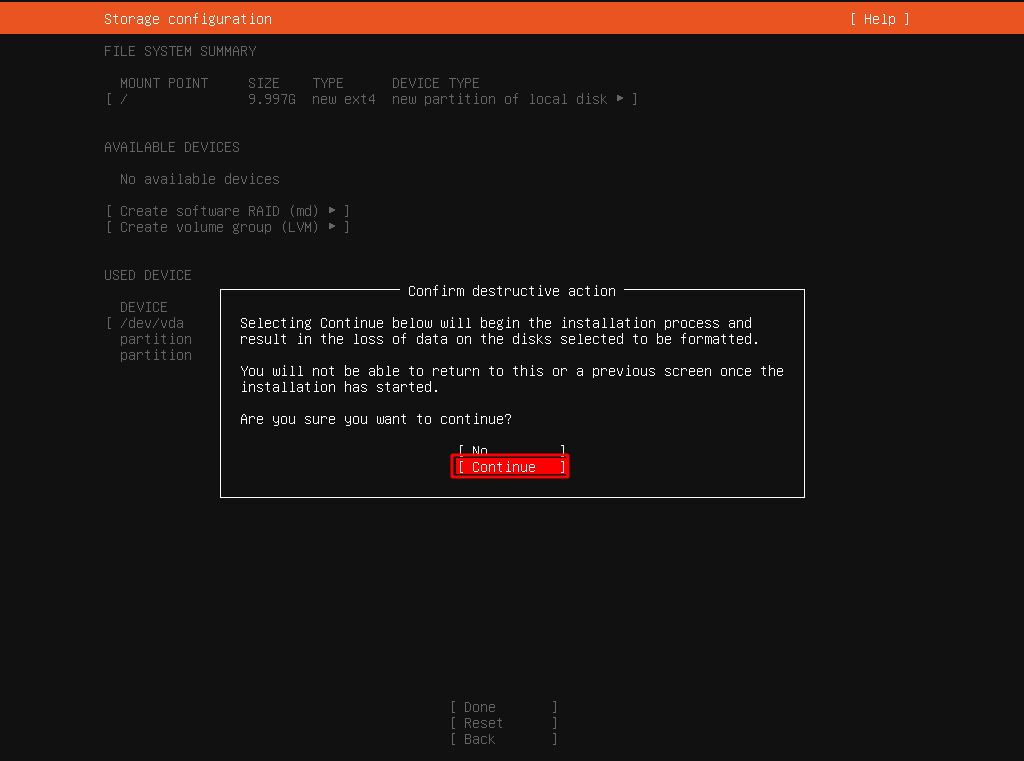 Storage configuration [ Help ]
FILE SYSTEM SUMMARY
MOUNT POINT SIZE TYPE DEVICE TYPE
[ / 9.997G new ext4 new partition of local disk ▸ ]
AVAILABLE DEVICES
No available devices
[ Create software RAID (md) ▸ ]
[ Create volume group (LVM) ▸ ]
USED DEVICE
DEVICE
[ /dev/vda
partition
partition
Confirm destructive action
Selecting Continue below will begin the installation process and
result in the loss of data on the disks selected to be formatted.
You will not be able to return to this or a previous screen once the
installation has started.
Are you sure you want to continue?
[ No ]
[ Continue ]
[ Done ]
[ Reset ]
[ Back ]